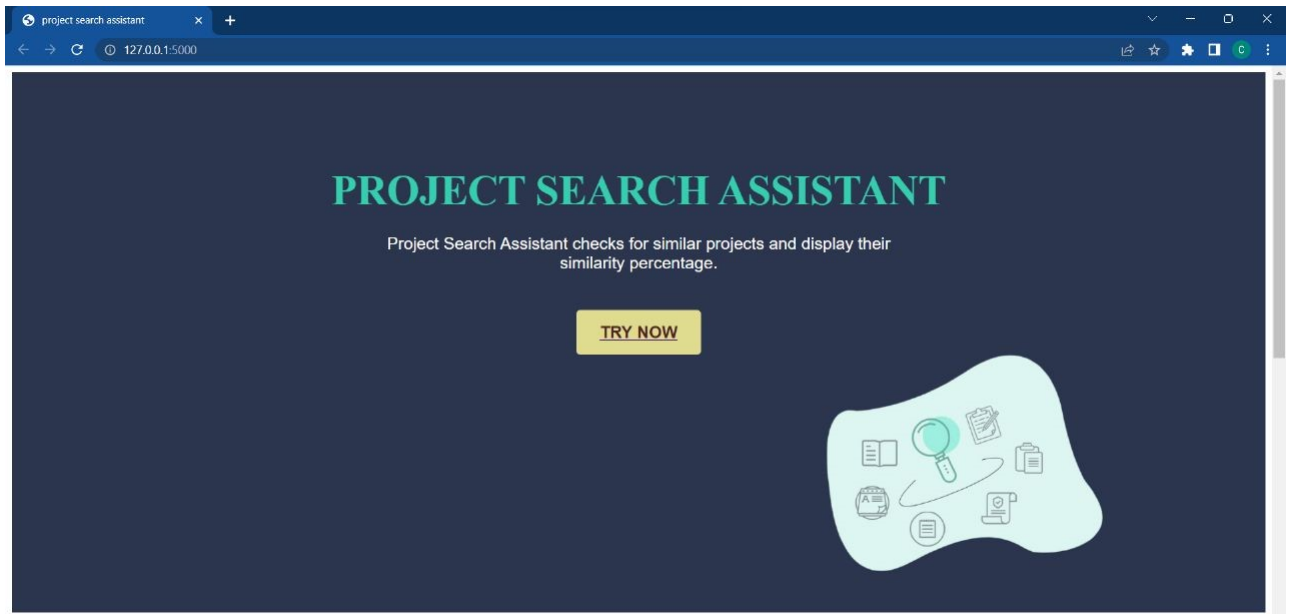 project search assistant
127.0.0.1:5000
C
PROJECT SEARCH ASSISTANT
Project Search Assistant checks for similar projects and display their
similarity percentage.
TRY NOW
A